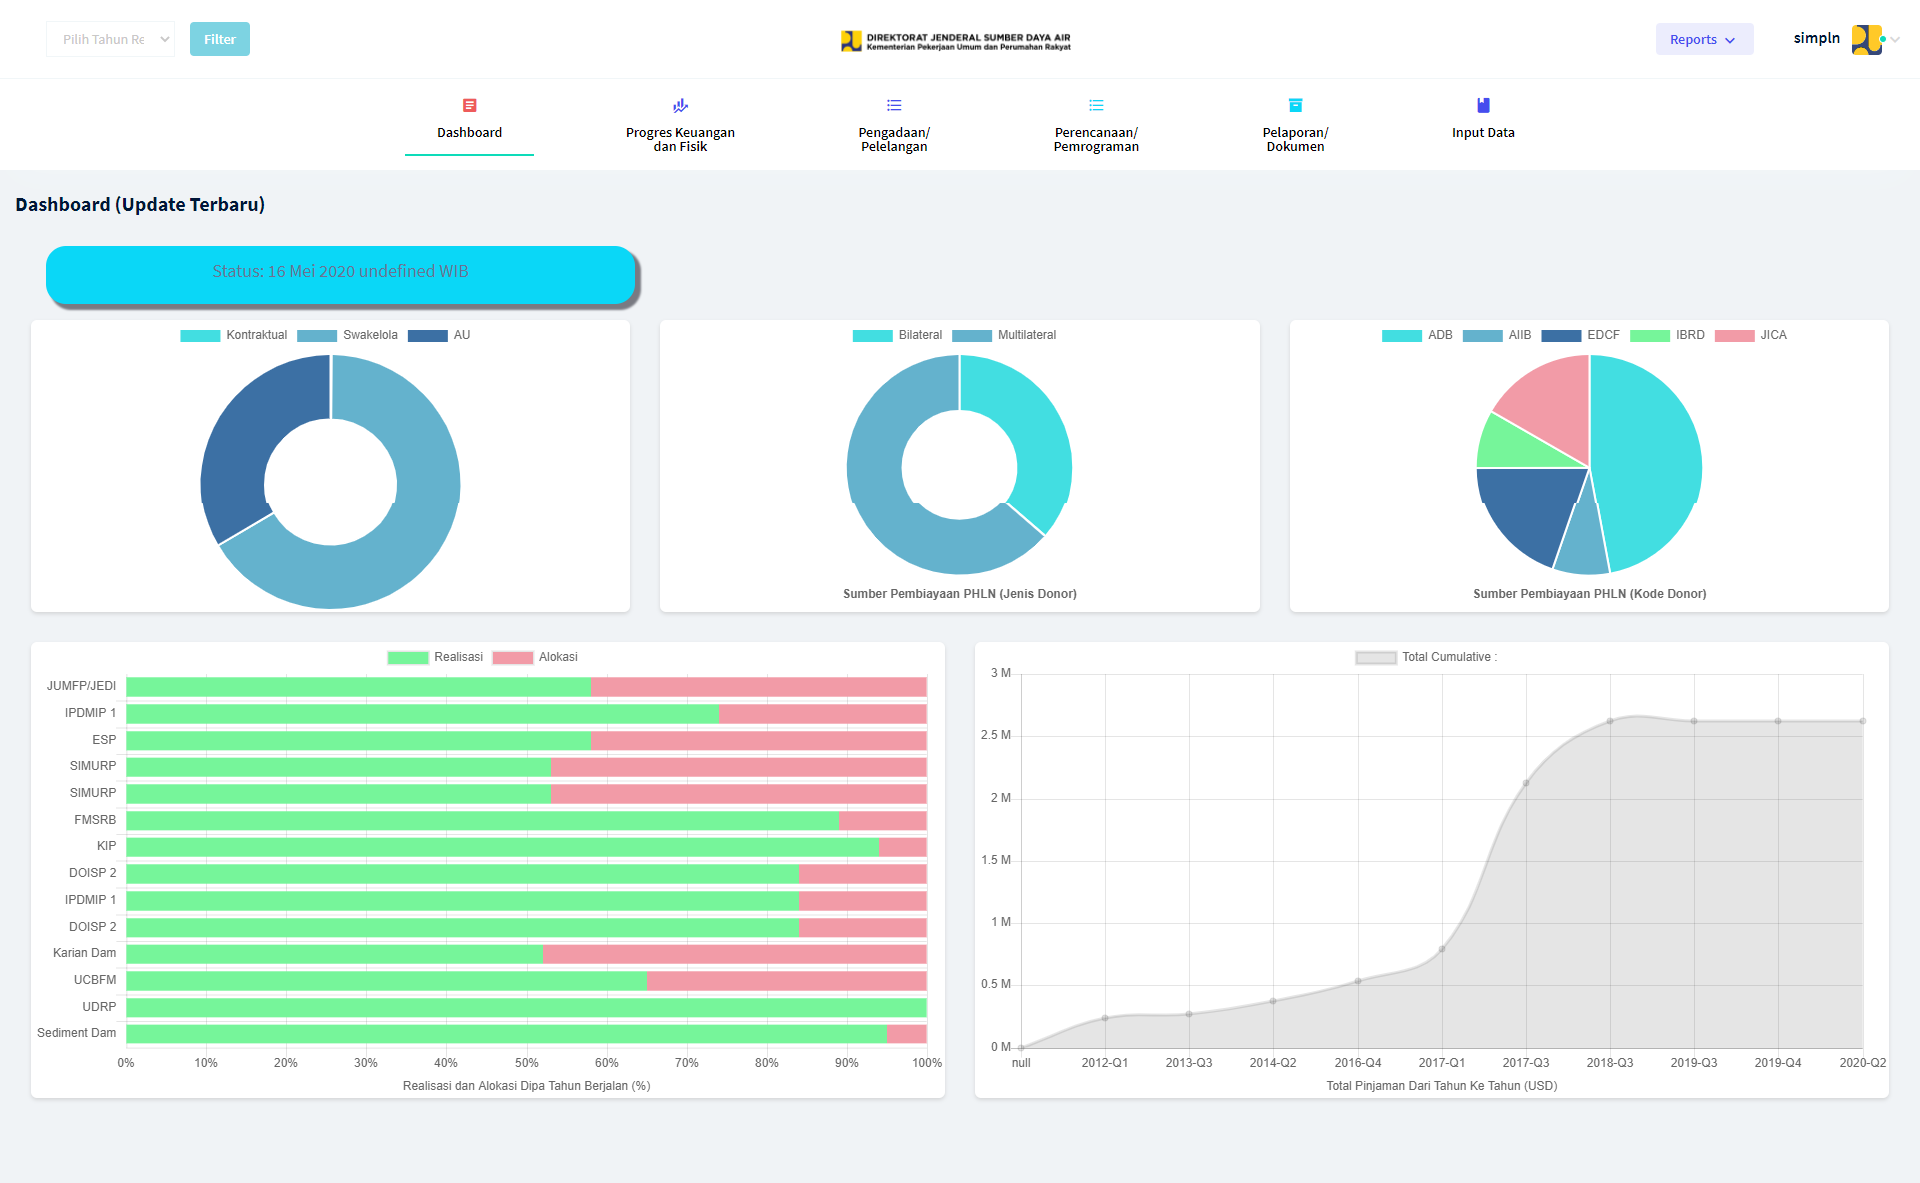 Pilih Tahun Re
Filter
DIREKTORAT JENDERAL SUMBER DAYA AIR
Kementerian Pekerjaan Umum dan Perumahan Rakyat
Reports
simpln
Dashboard
Progres Keuangan
dan Fisik
Pengadaan/
Pelelangan
Perencanaan/
Pemrograman
Pelaporan/
Dokumen
Input Data
Dashboard (Update Terbaru)
Status: 16 Mei 2020 undefined WIB
Kontraktual Swakelola AU
Bilateral Multilateral
Sumber Pembiayaan PHLN (Jenis Donor)
ADB AIIB EDCF IBRD JICA
Sumber Pembiayaan PHLN (Kode Donor)
Realisasi Alokasi
JUMFP/JEDI
IPDMIP 1
ESP
SIMURP
SIMURP
FMSRB
KIP
DOISP 2
IPDMIP 1
DOISP 2
Karian Dam
UCBFM
UDRP
Sediment Dam
0% 10% 20% 30% 40% 50% 60% 70% 80% 90% 100%
Realisasi dan Alokasi Dipa Tahun Berjalan (%)
Total Cumulative :
3 M
2.5 M
2 M
1.5 M
1 M
0.5 M
0 M
null 2012-Q1 2013-Q3 2014-Q2 2016-Q4 2017-Q1 2017-Q3 2018-Q3 2019-Q3 2019-Q4 2020-Q2
Total Pinjaman Dari Tahun Ke Tahun (USD)